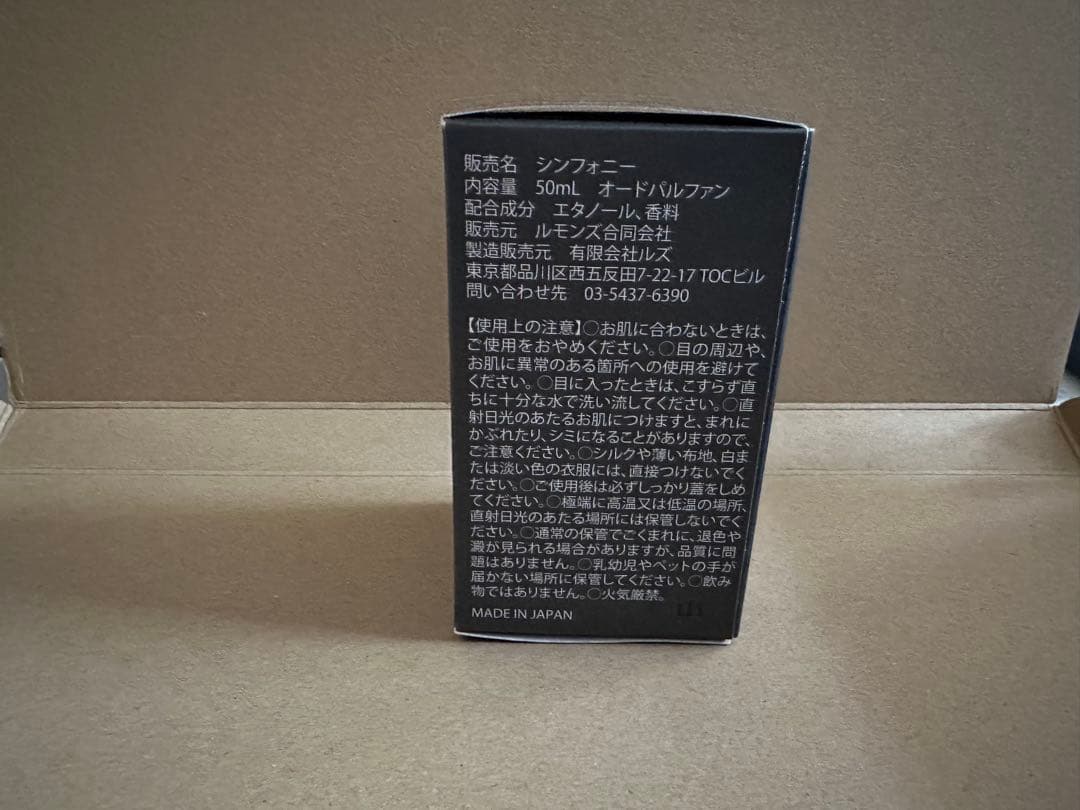 販売名　シンフォニー
内容量　50mL　オードパルファン
配合成分　エタノール、香料
販売元　ルモンズ合同会社
製造販売元　有限会社ルズ
東京都品川区西五反田7-22-17 TOCビル
問い合わせ先　03-5437-6390
【使用上の注意】○お肌に合わないときは、
ご使用をおやめください。○目の周辺や、
お肌に異常のある箇所への使用を避けて
ください。○目に入ったときは、こすらず直
ちに十分な水で洗い流してください。○直
射日光のあたるお肌につけますと、まれに
かぶれたり、シミになることがありますので、
ご注意ください。○シルクや薄い布地、白ま
たは淡い色の衣服には、直接つけないでく
ださい。○ご使用後は必ずしっかり蓋をしめ
てください。○極端に高温又は低温の場所、
直射日光のあたる場所には保管しないでく
ださい。○通常の保管でごくまれに、退色や
澱が見られる場合がありますが、品質に問
題はありません。○乳幼児やペットの手が
届かない場所に保管してください。○飲み
物ではありません。○火気厳禁。
MADE IN JAPAN